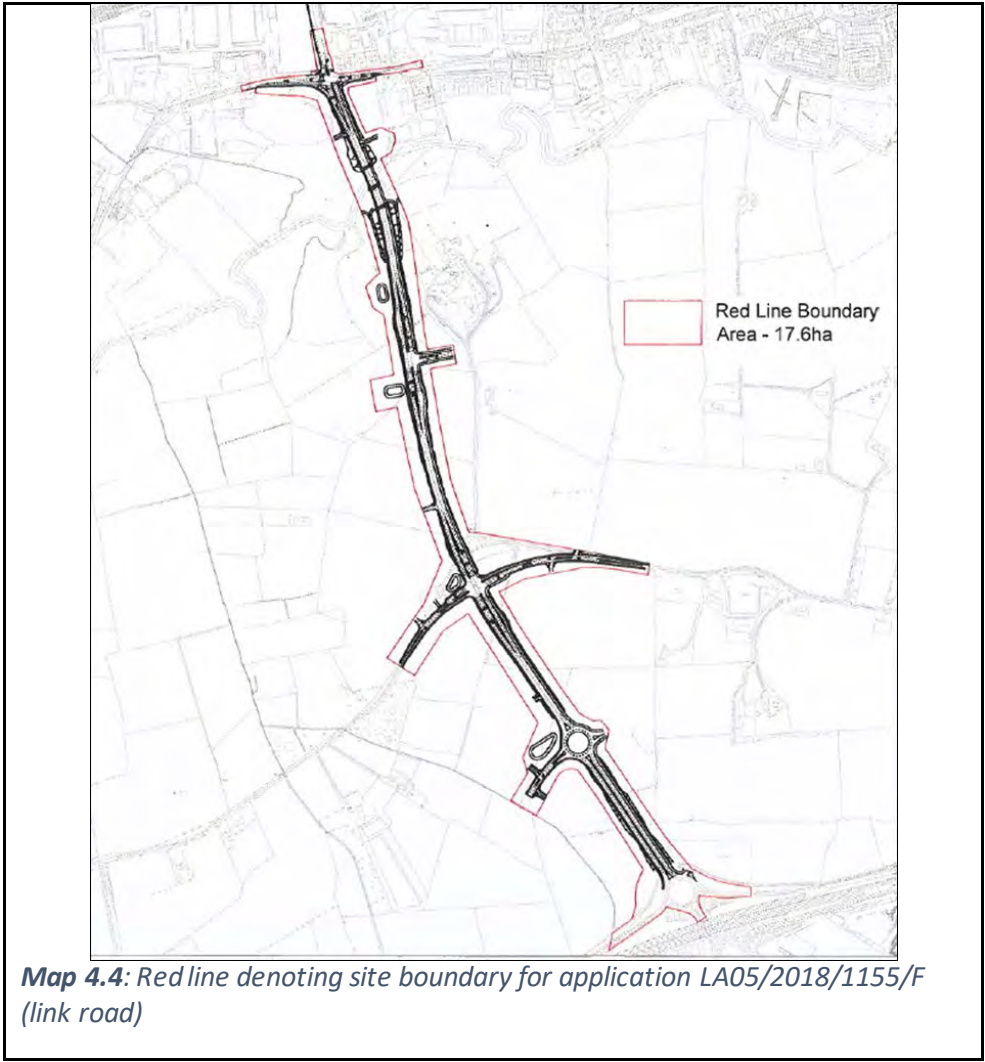 Red Line Boundary
Area - 17.6ha
Map 4.4: Red line denoting site boundary for application LA05/2018/1155/F
(link road)